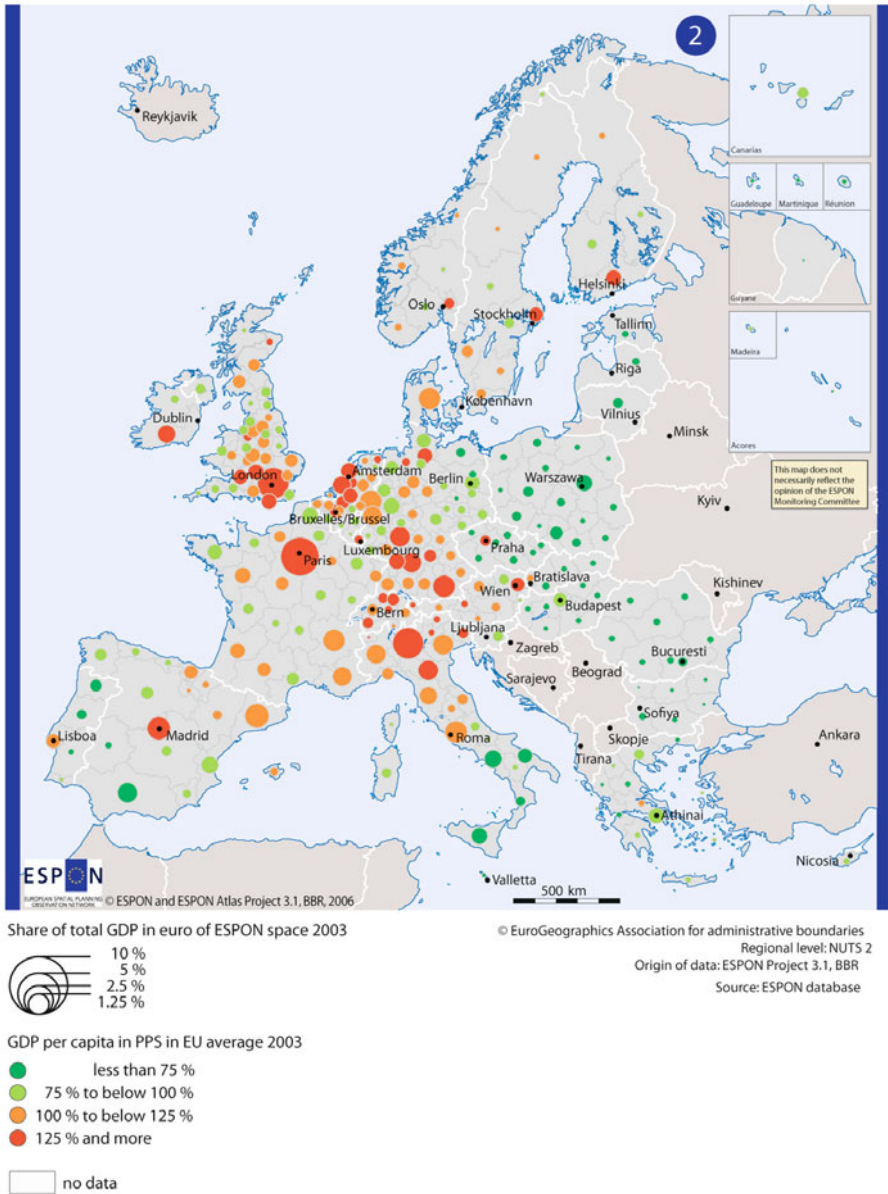 2
Canarias
Reykjavik
Guadeloupe Martinique Réunion
Guyane
Helsinki
Oslo
Stockholm
Tallinn
Madeira
Riga
Dublin
København
Vilnius
Minsk
Acores
London
Amsterdam
Berlin
Warszawa
This map does not
necessarily reflect the
opinion of the ESPON
Monitoring Committee
Bruxelles/Brussel
Kyiv
Luxembourg
Praha
Paris
Wien
Bratislava
Kishinev
Bern
Budapest
Ljubljana
Zagreb
Bucuresti
Beograd
Sarajevo
Sofiya
Lisboa
Madrid
Roma
Skopje
Ankara
Tirana
Athinai
Nicosia
Valletta
500 km
ESPON
EUROPEAN SPATIAL PLANNING
OBSERVATION NETWORK
© ESPON and ESPON Atlas Project 3.1, BBR, 2006
Share of total GDP in euro of ESPON space 2003
10 %
5 %
2.5 %
1.25 %
© EuroGeographics Association for administrative boundaries
Regional level: NUTS 2
Origin of data: ESPON Project 3.1, BBR
Source: ESPON database
GDP per capita in PPS in EU average 2003
less than 75 %
75 % to below 100 %
100 % to below 125 %
125 % and more
no data